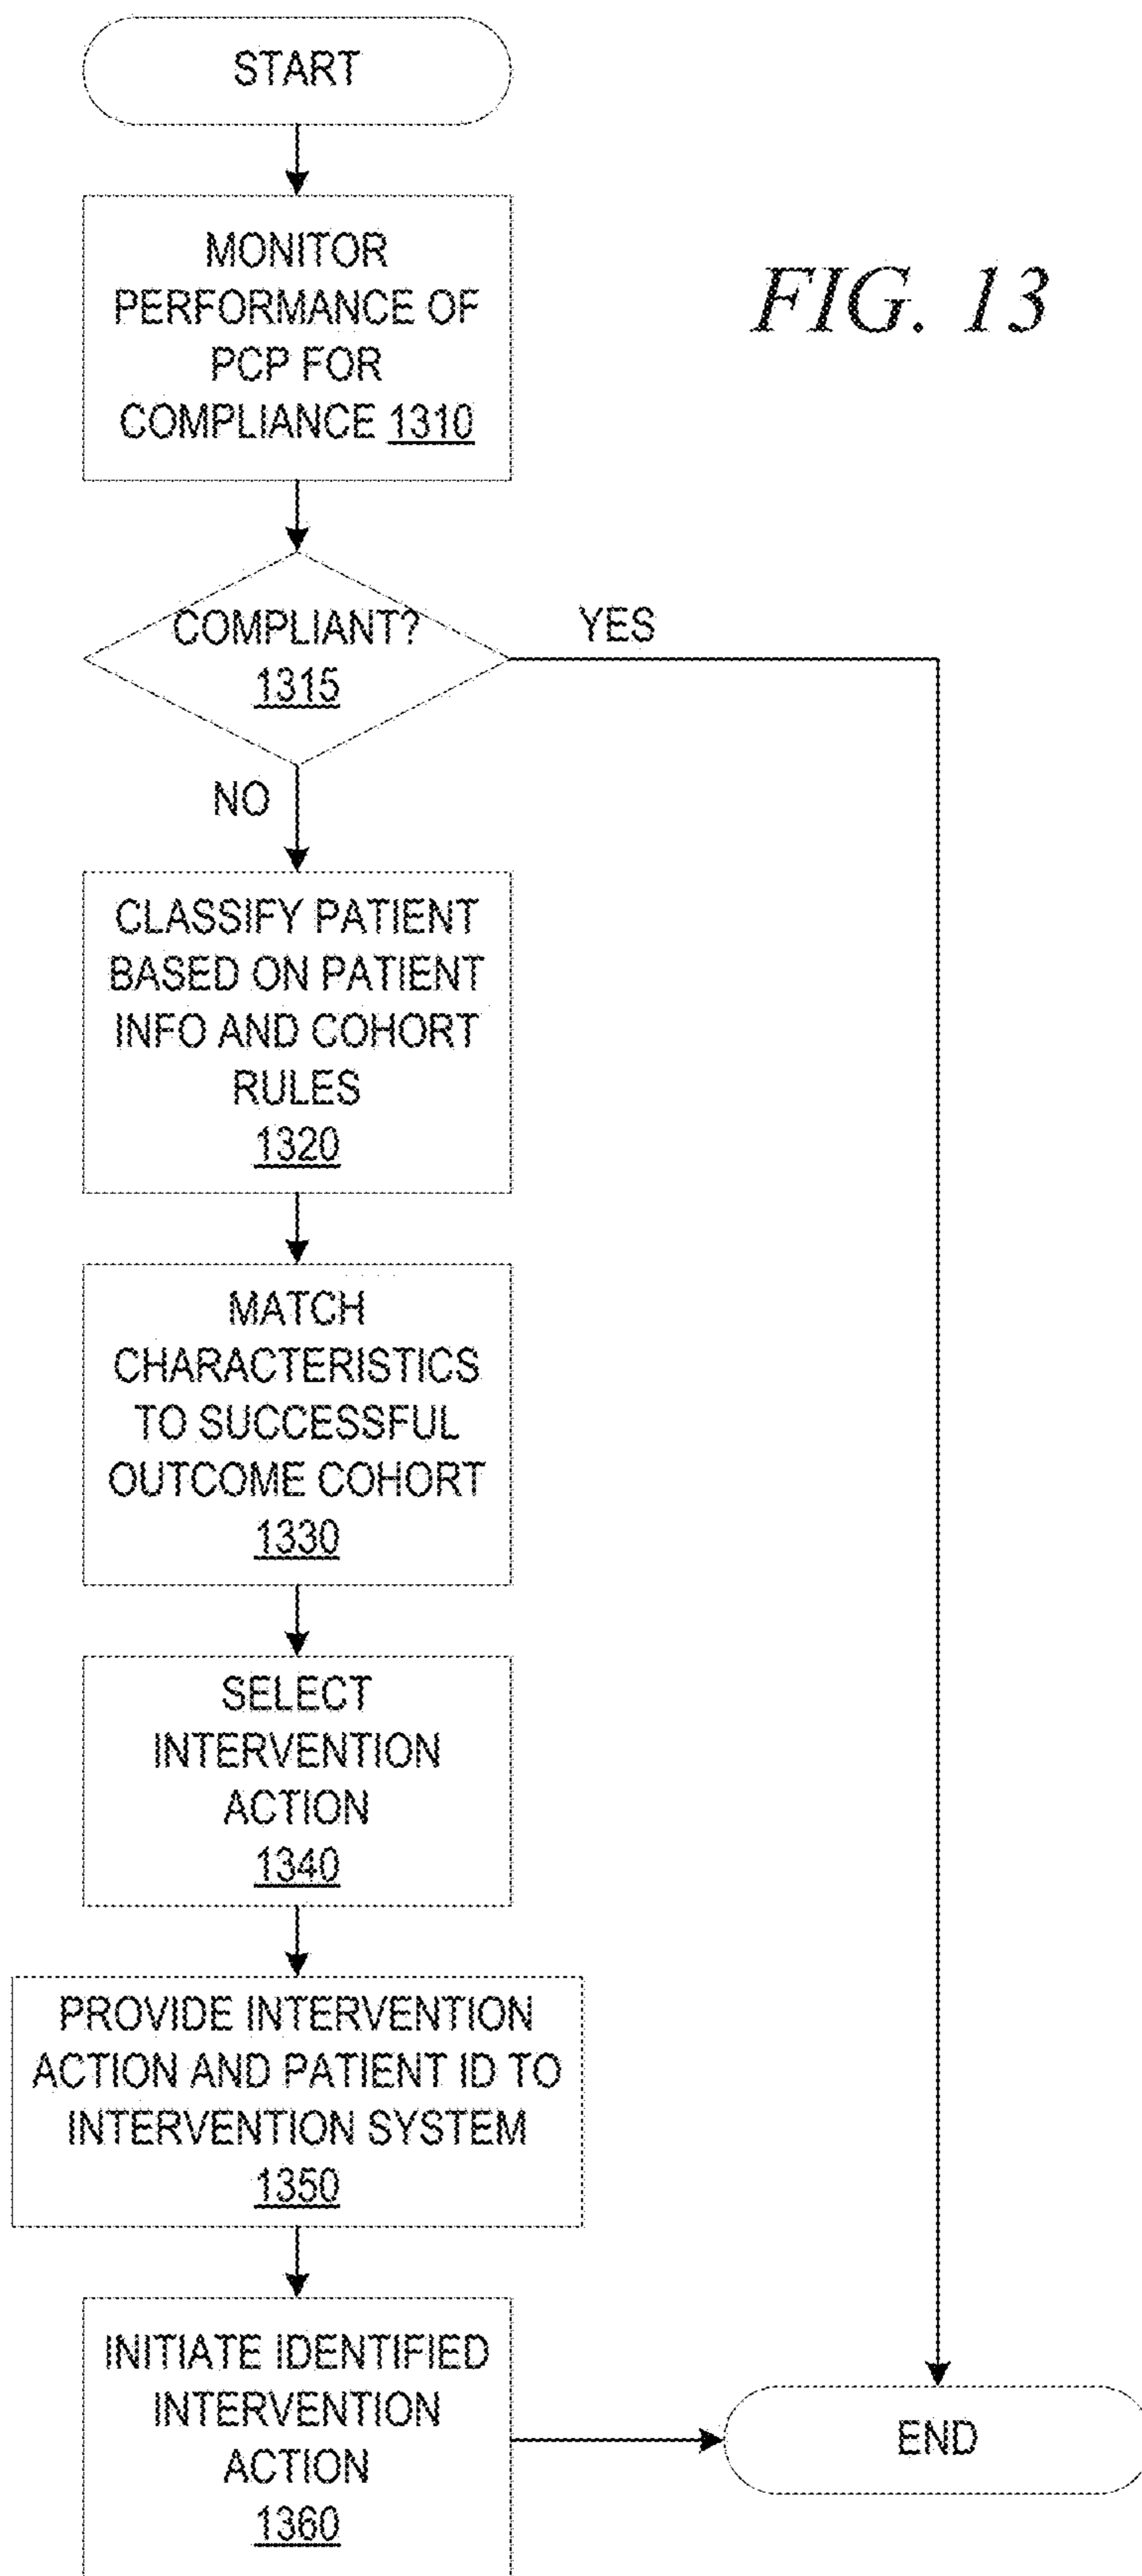 START
MONITOR
PERFORMANCE OF
PCP FOR
COMPLIANCE 1310
FIG. 13
COMPLIANT?
1315
YES
NO
CLASSIFY PATIENT
BASED ON PATIENT
INFO AND COHORT
RULES
1320
MATCH
CHARACTERISTICS
TO SUCCESSFUL
OUTCOME COHORT
1330
SELECT
INTERVENTION
ACTION
1340
PROVIDE INTERVENTION
ACTION AND PATIENT ID TO
INTERVENTION SYSTEM
1350
INITIATE IDENTIFIED
INTERVENTION
ACTION
1360
END